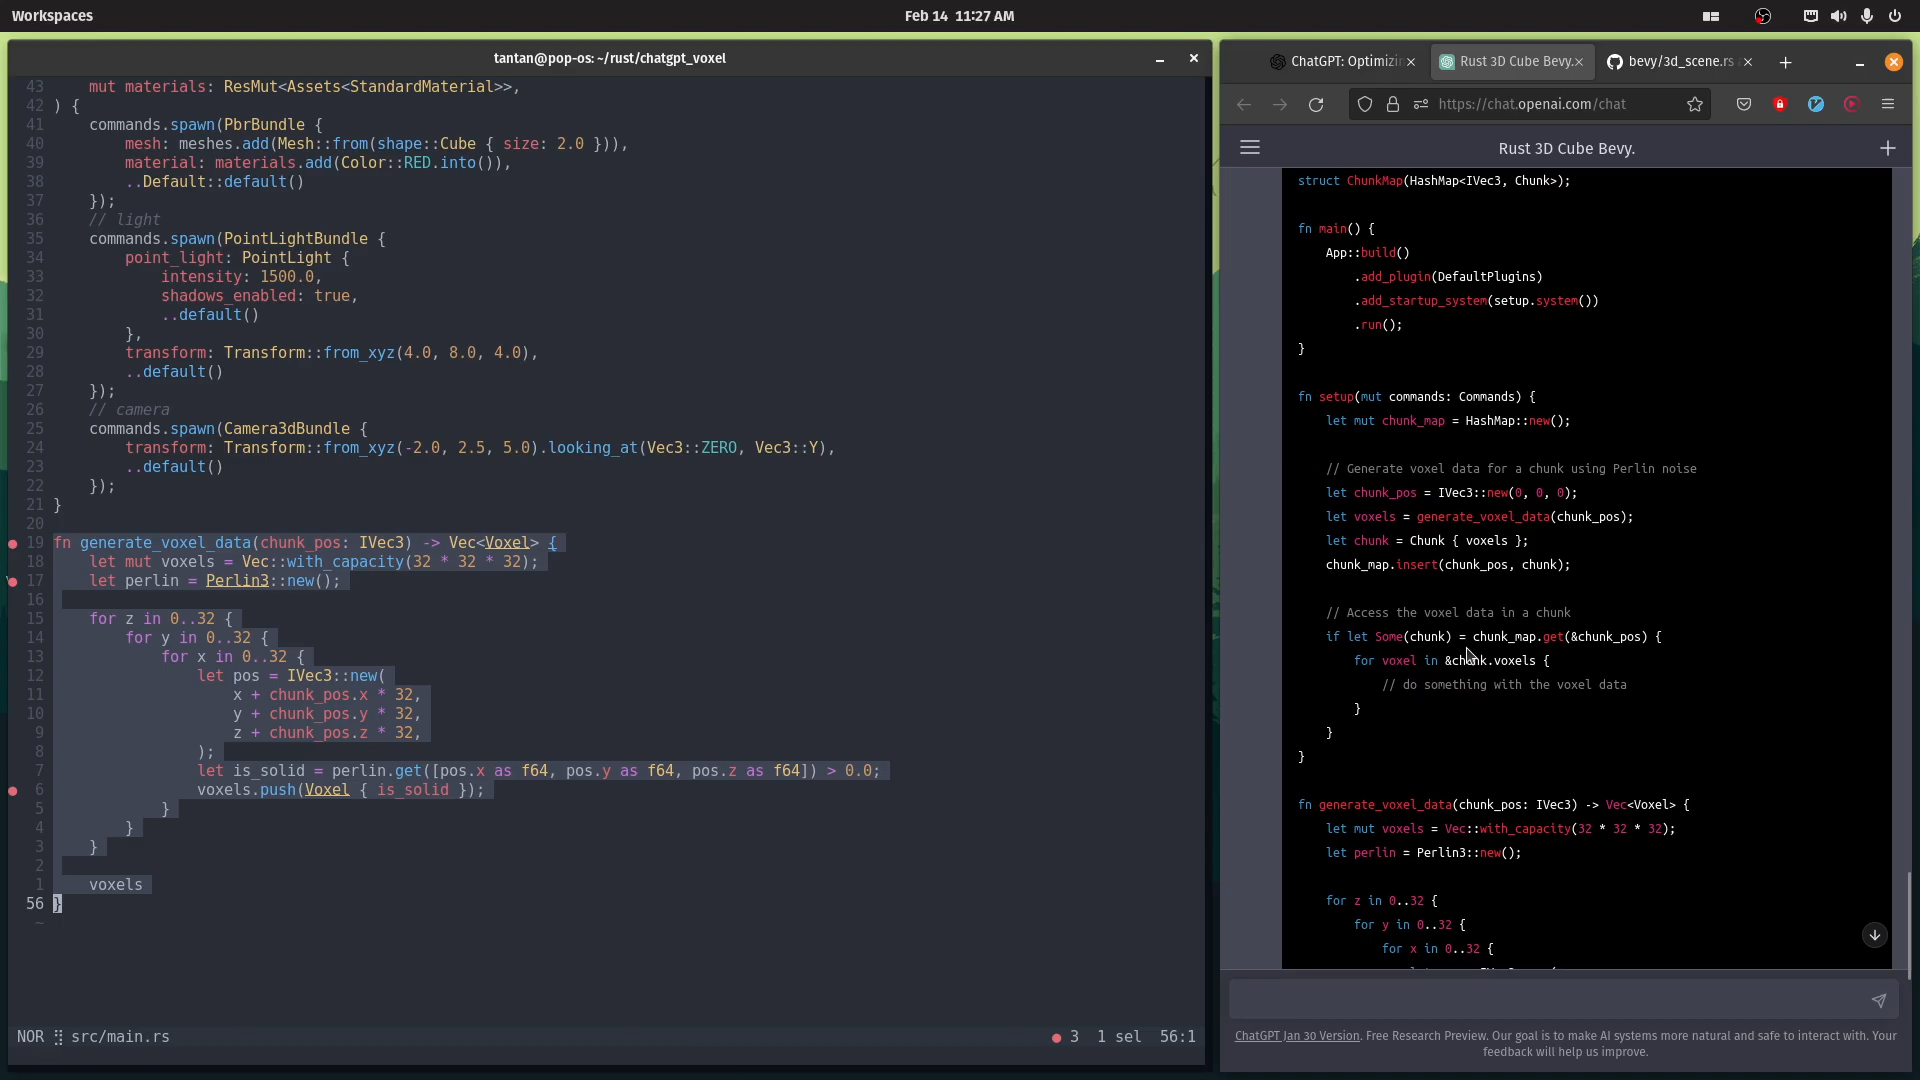 Workspaces
Feb 14 11:27 AM
tantan@pop-os: ~/rust/chatgpt_voxel
43 mut materials: ResMut<Assets<StandardMaterial>>,
42 ) {
41 commands.spawn(PbrBundle {
40 mesh: meshes.add(Mesh::from(shape::Cube { size: 2.0 })),
39 material: materials.add(Color::RED.into()),
38 ..Default::default()
37 });
36 // light
35 commands.spawn(PointLightBundle {
34 point_light: PointLight {
33 intensity: 1500.0,
32 shadows_enabled: true,
31 ..default()
30 },
29 transform: Transform::from_xyz(4.0, 8.0, 4.0),
28 ..default()
27 });
26 // camera
25 commands.spawn(Camera3dBundle {
24 transform: Transform::from_xyz(-2.0, 2.5, 5.0).looking_at(Vec3::ZERO, Vec3::Y),
23 ..default()
22 });
21 }
20
19 fn generate_voxel_data(chunk_pos: IVec3) -> Vec<Voxel> {
18 let mut voxels = Vec::with_capacity(32 * 32 * 32);
17 let perlin = Perlin3::new();
16
15 for z in 0..32 {
14 for y in 0..32 {
13 for x in 0..32 {
12 let pos = IVec3::new(
11 x + chunk_pos.x * 32,
10 y + chunk_pos.y * 32,
9 z + chunk_pos.z * 32,
8 );
7 let is_solid = perlin.get([pos.x as f64, pos.y as f64, pos.z as f64]) > 0.0;
6 voxels.push(Voxel { is_solid });
5 }
4 }
3 }
2
1 voxels
56 }
~
NOR src/main.rs
3 1 sel 56:1
ChatGPT: Optimizin
Rust 3D Cube Bevy.
bevy/3d_scene.rs
https://chat.openai.com/chat
Rust 3D Cube Bevy.
struct ChunkMap(HashMap<IVec3, Chunk>);
fn main() {
App::build()
.add_plugin(DefaultPlugins)
.add_startup_system(setup.system())
.run();
}
fn setup(mut commands: Commands) {
let mut chunk_map = HashMap::new();
// Generate voxel data for a chunk using Perlin noise
let chunk_pos = IVec3::new(0, 0, 0);
let voxels = generate_voxel_data(chunk_pos);
let chunk = Chunk { voxels };
chunk_map.insert(chunk_pos, chunk);
// Access the voxel data in a chunk
if let Some(chunk) = chunk_map.get(&chunk_pos) {
for voxel in &chunk.voxels {
// do something with the voxel data
}
}
}
fn generate_voxel_data(chunk_pos: IVec3) -> Vec<Voxel> {
let mut voxels = Vec::with_capacity(32 * 32 * 32);
let perlin = Perlin3::new();
for z in 0..32 {
for y in 0..32 {
for x in 0..32 {
ChatGPT Jan 30 Version. Free Research Preview. Our goal is to make AI systems more natural and safe to interact with. Your
feedback will help us improve.